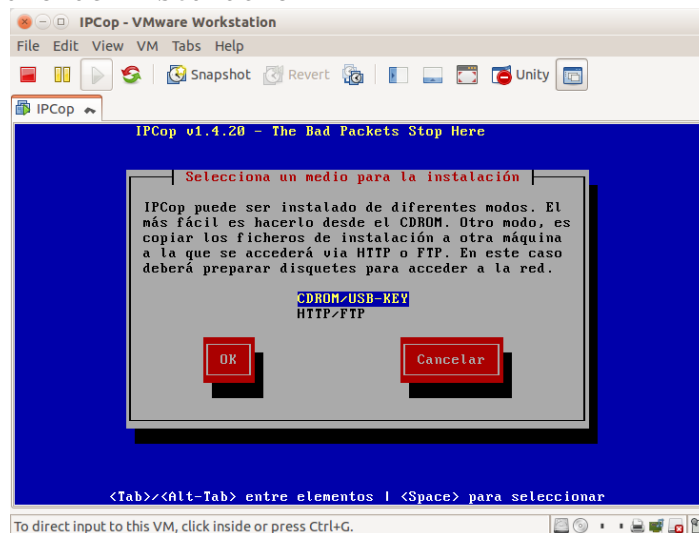 IPCop - VMware Workstation
File Edit View VM Tabs Help
Snapshot Revert Unity
IPCop
IPCop v1.4.20 - The Bad Packets Stop Here
Selecciona un medio para la instalación
IPCop puede ser instalado de diferentes modos. El
más fácil es hacerlo desde el CDROM. Otro modo, es
copiar los ficheros de instalación a otra máquina
a la que se accederá via HTTP o FTP. En este caso
deberá preparar disquetes para acceder a la red.
CDROM/USB-KEY
HTTP/FTP
OK Cancelar
<Tab>/<Alt-Tab> entre elementos | <Space> para seleccionar
To direct input to this VM, click inside or press Ctrl+G.